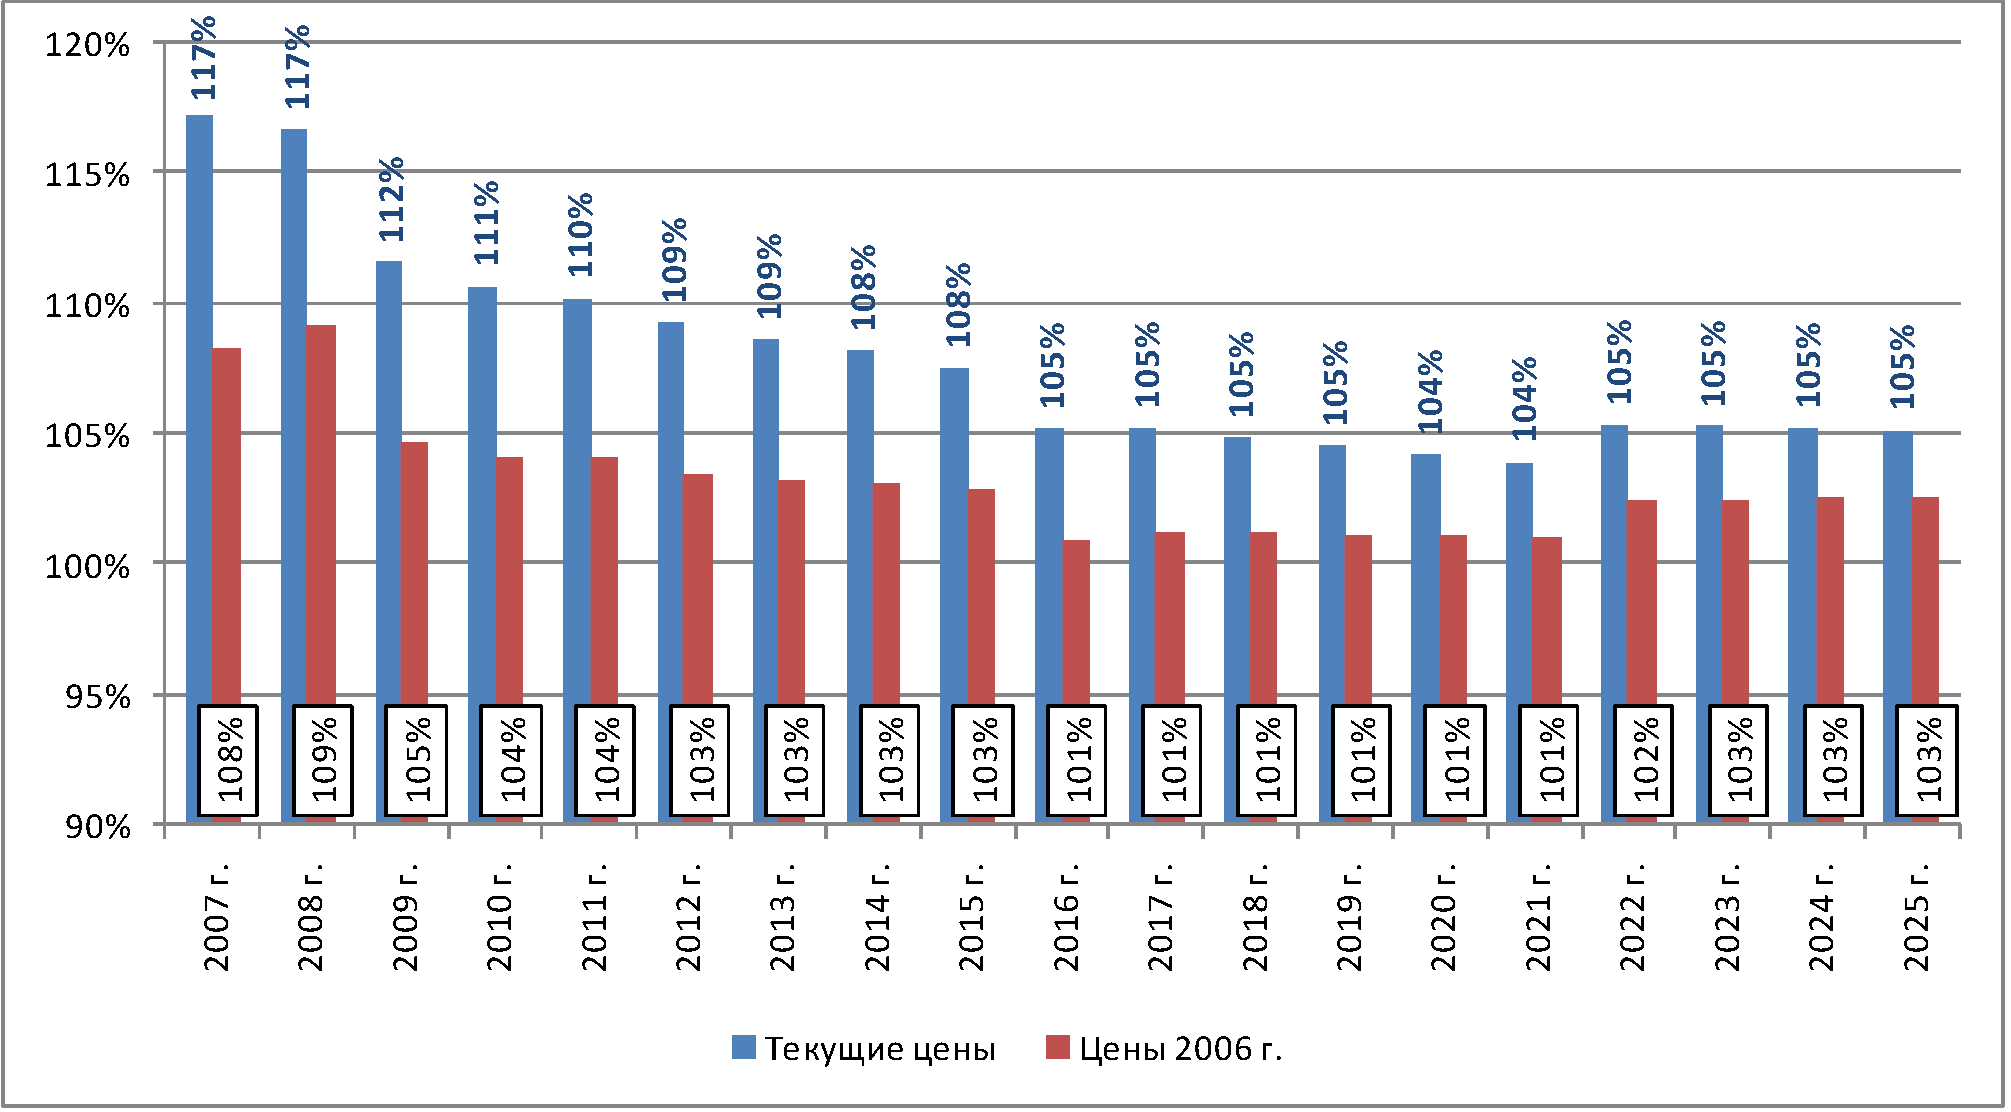 120%
115%
110%
105%
100%
95%
90%
117%
117%
112%
111%
110%
109%
109%
108%
108%
105%
105%
105%
105%
104%
104%
105%
105%
105%
105%
108%
109%
105%
104%
104%
103%
103%
103%
103%
101%
101%
101%
101%
101%
101%
102%
103%
103%
103%
2007 г.
2008 г.
2009 г.
2010 г.
2011 г.
2012 г.
2013 г.
2014 г.
2015 г.
2016 г.
2017 г.
2018 г.
2019 г.
2020 г.
2021 г.
2022 г.
2023 г.
2024 г.
2025 г.
Текущие цены
Цены 2006 г.